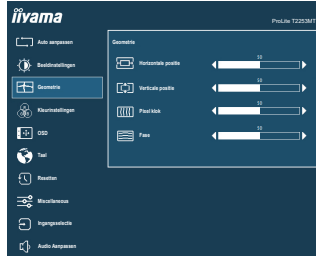 iiyama
ProLite T2253MT
Auto aanpassen
Beeldinstellingen
Geometrie
Kleurinstellingen
OSD
Taal
Resetten
Miscellaneous
Ingangsselectie
Audio Aanpassen
Geometrie
Horizontale positie
50
Verticale positie
50
Pixel klok
50
Fase
50